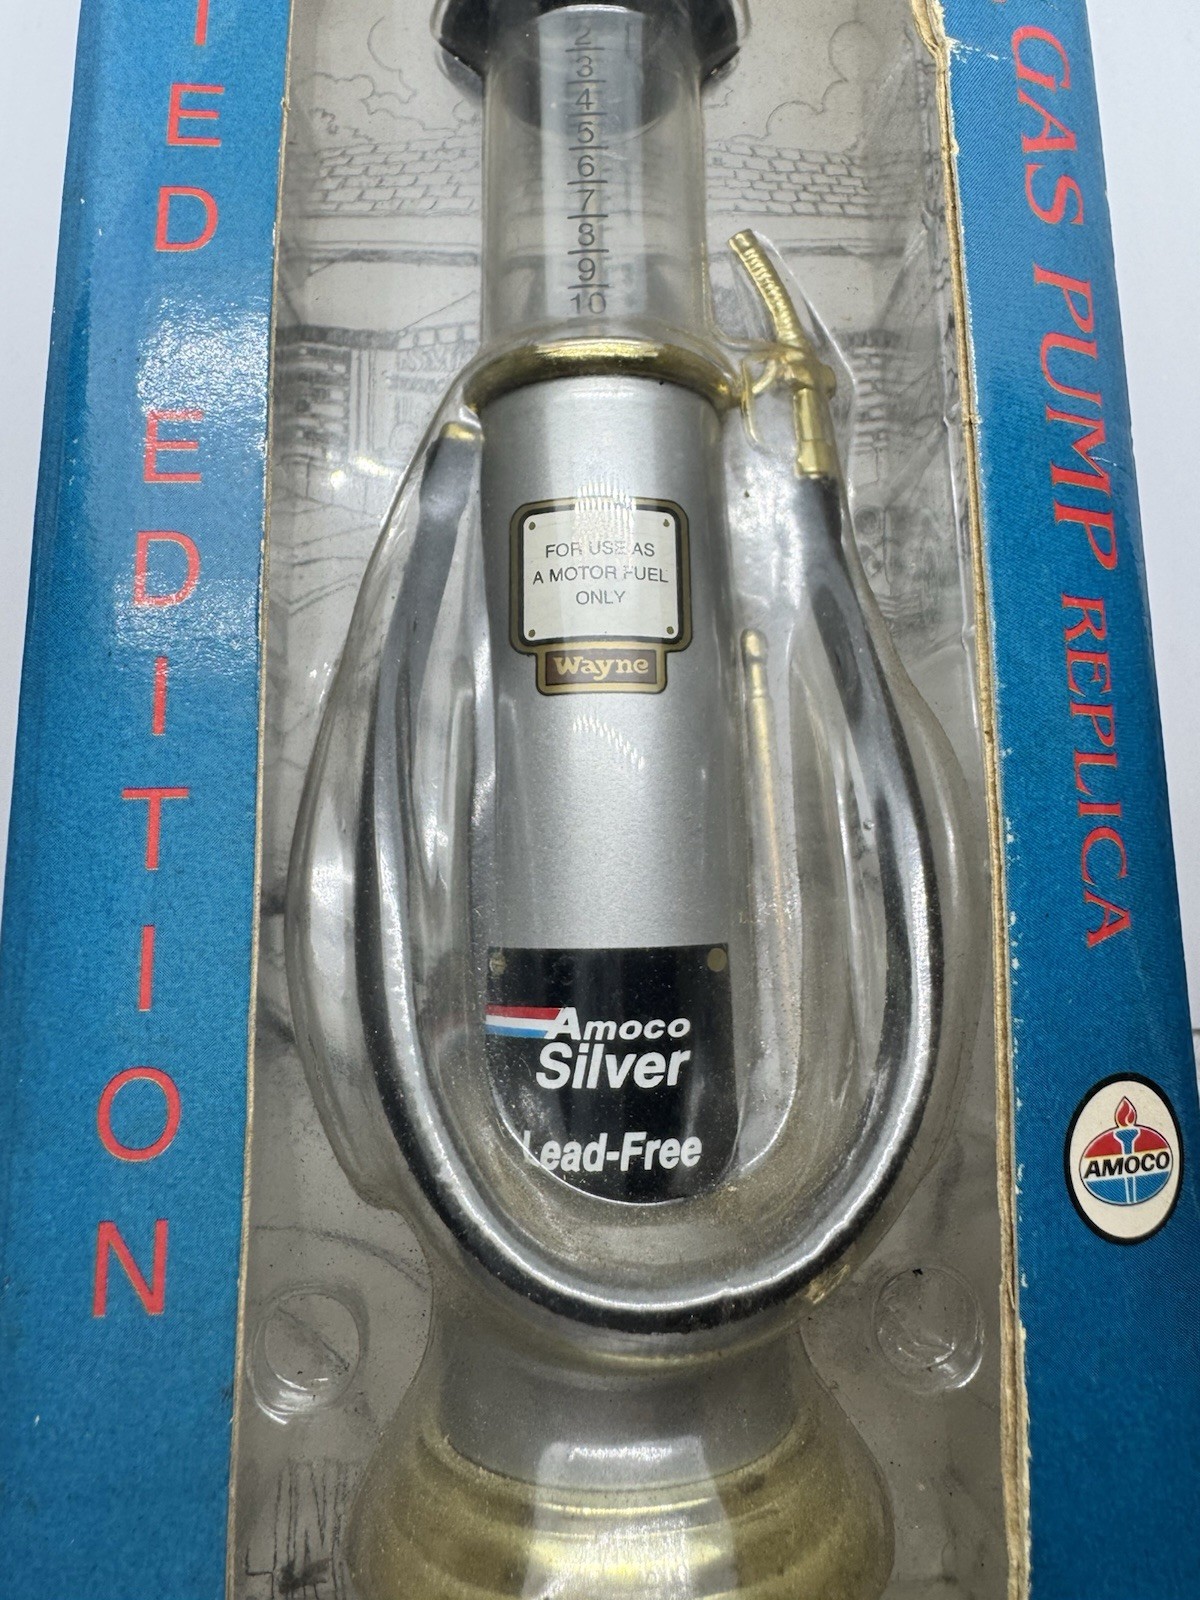 ED EDITION
GAS PUMP REPLICA
2
3
4
5
6
7
8
9
10
FOR USE AS
A MOTOR FUEL
ONLY
Wayne
Amoco
Silver
Lead-Free
AMOCO